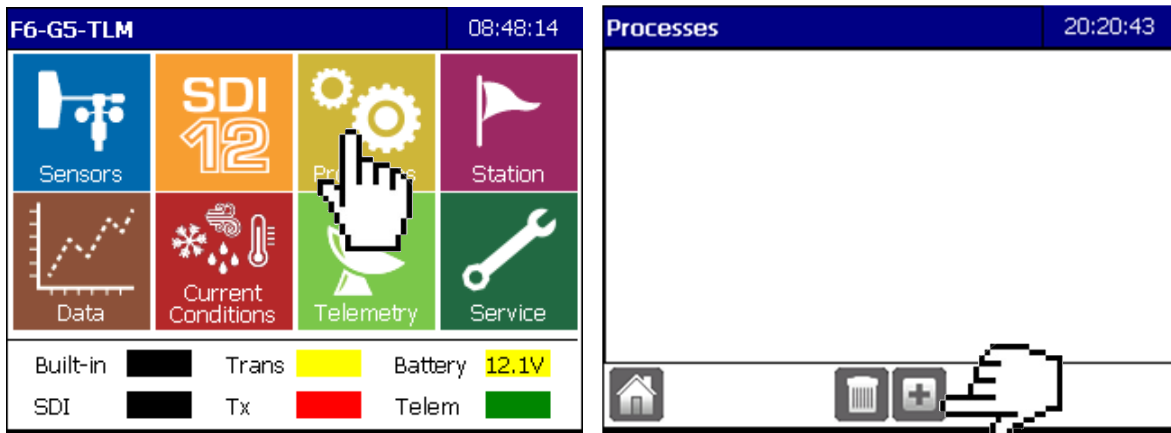 F6-G5-TLM 08:48:14
SDI
12
Sensors Station
Data Current Conditions Telemetry Service
Built-in Trans Battery 12.1V
SDI Tx Telem
Processes 20:20:43